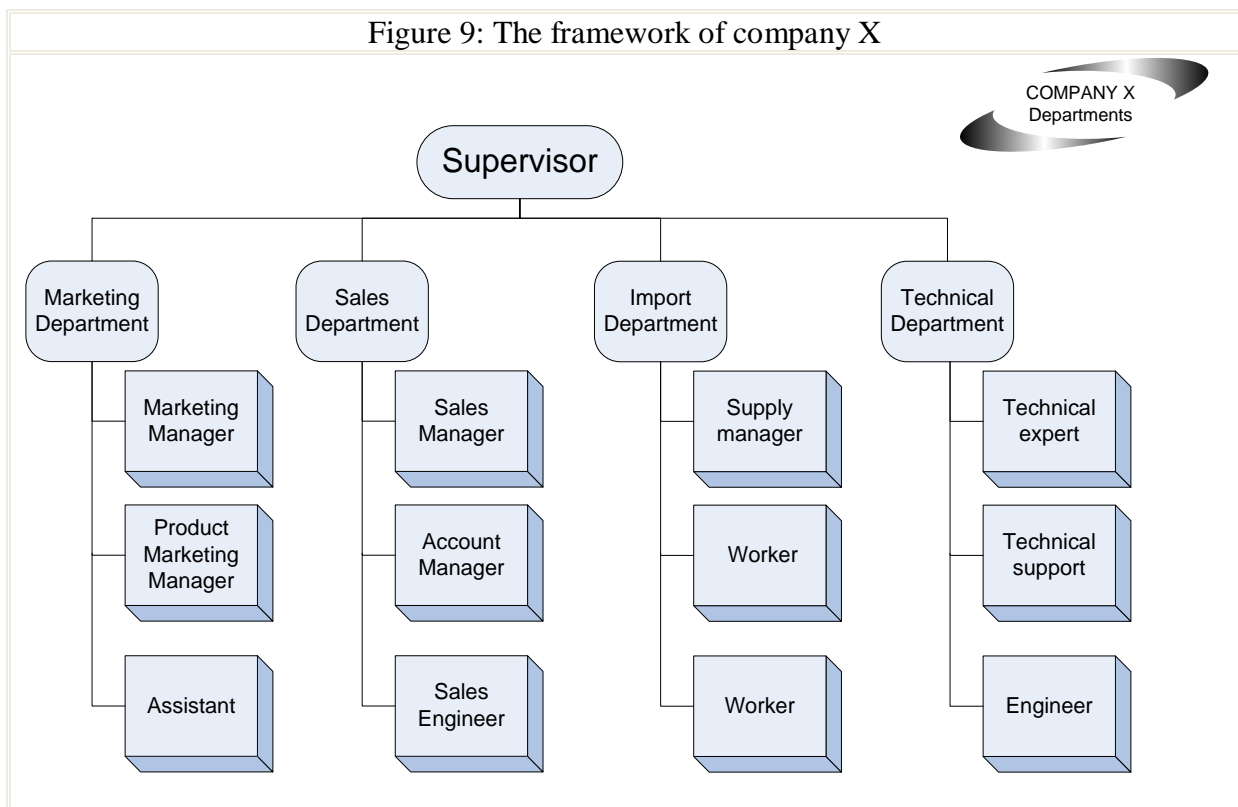 Figure 9: The framework of company X
COMPANY X
Departments
Supervisor
Marketing
Department
Sales
Department
Import
Department
Technical
Department
Marketing
Manager
Sales
Manager
Supply
manager
Technical
expert
Product
Marketing
Manager
Account
Manager
Worker
Technical
support
Assistant
Sales
Engineer
Worker
Engineer